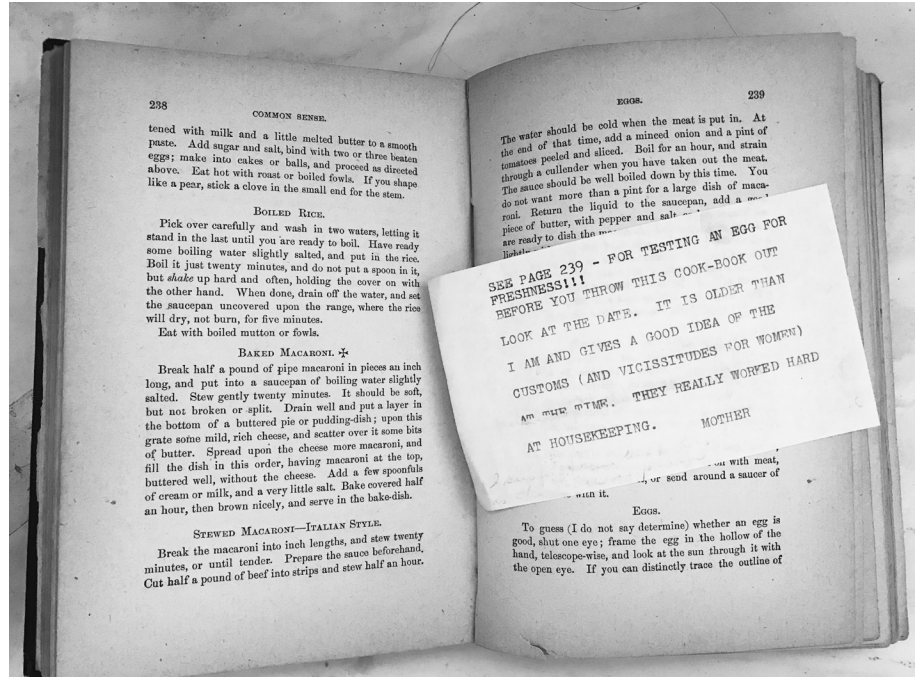 238
COMMON SENSE.
tened with milk and a little melted butter to a smooth
paste. Add sugar and salt, bind with two or three beaten
eggs; make into cakes or balls, and proceed as directed
above. Eat hot with roast or boiled fowls. If you shape
like a pear, stick a clove in the small end for the stem.
BOILED RICE.
Pick over carefully and wash in two waters, letting it
stand in the last until you are ready to boil. Have ready
some boiling water slightly salted, and put in the rice.
Boil it just twenty minutes, and do not put a spoon in it,
but shake up hard and often, holding the cover on with
the other hand. When done, drain off the water, and set
the saucepan uncovered upon the range, where the rice
will dry, not burn, for five minutes.
Eat with boiled mutton or fowls.
BAKED MACARONI. ✠
Break half a pound of pipe macaroni in pieces an inch
long, and put into a saucepan of boiling water slightly
salted. Stew gently twenty minutes. It should be soft,
but not broken or split. Drain well and put a layer in
the bottom of a buttered pie or pudding-dish; upon this
grate some mild, rich cheese, and scatter over it some bits
of butter. Spread upon the cheese more macaroni, and
fill the dish in this order, having macaroni at the top,
buttered well, without the cheese. Add a few spoonfuls
of cream or milk, and a very little salt. Bake covered half
an hour, then brown nicely, and serve in the bake-dish.
STEWED MACARONI—ITALIAN STYLE.
Break the macaroni into inch lengths, and stew twenty
minutes, or until tender. Prepare the sauce beforehand.
Cut half a pound of beef into strips and stew half an hour.
EGGS.
239
The water should be cold when the meat is put in. At
the end of that time, add a minced onion and a pint of
tomatoes peeled and sliced. Boil for an hour, and strain
through a cullender when you have taken out the meat.
The sauce should be well boiled down by this time. You
do not want more than a pint for a large dish of maca-
roni. Return the liquid to the saucepan, add a
piece of butter, with pepper and salt
are ready to dish the
SEE PAGE 239 - FOR TESTING AN EGG FOR
FRESHNESS!!!
BEFORE YOU THROW THIS COOK-BOOK OUT
LOOK AT THE DATE. IT IS OLDER THAN
I AM AND GIVES A GOOD IDEA OF THE
CUSTOMS (AND VICISSITUDES FOR WOMEN)
AT THE TIME. THEY REALLY WORKED HARD
AT HOUSEKEEPING. MOTHER
with meat,
or send around a saucer of
with it.
EGGS.
To guess (I do not say determine) whether an egg is
good, shut one eye; frame the egg in the hollow of the
hand, telescope-wise, and look at the sun through it with
the open eye. If you can distinctly trace the outline of